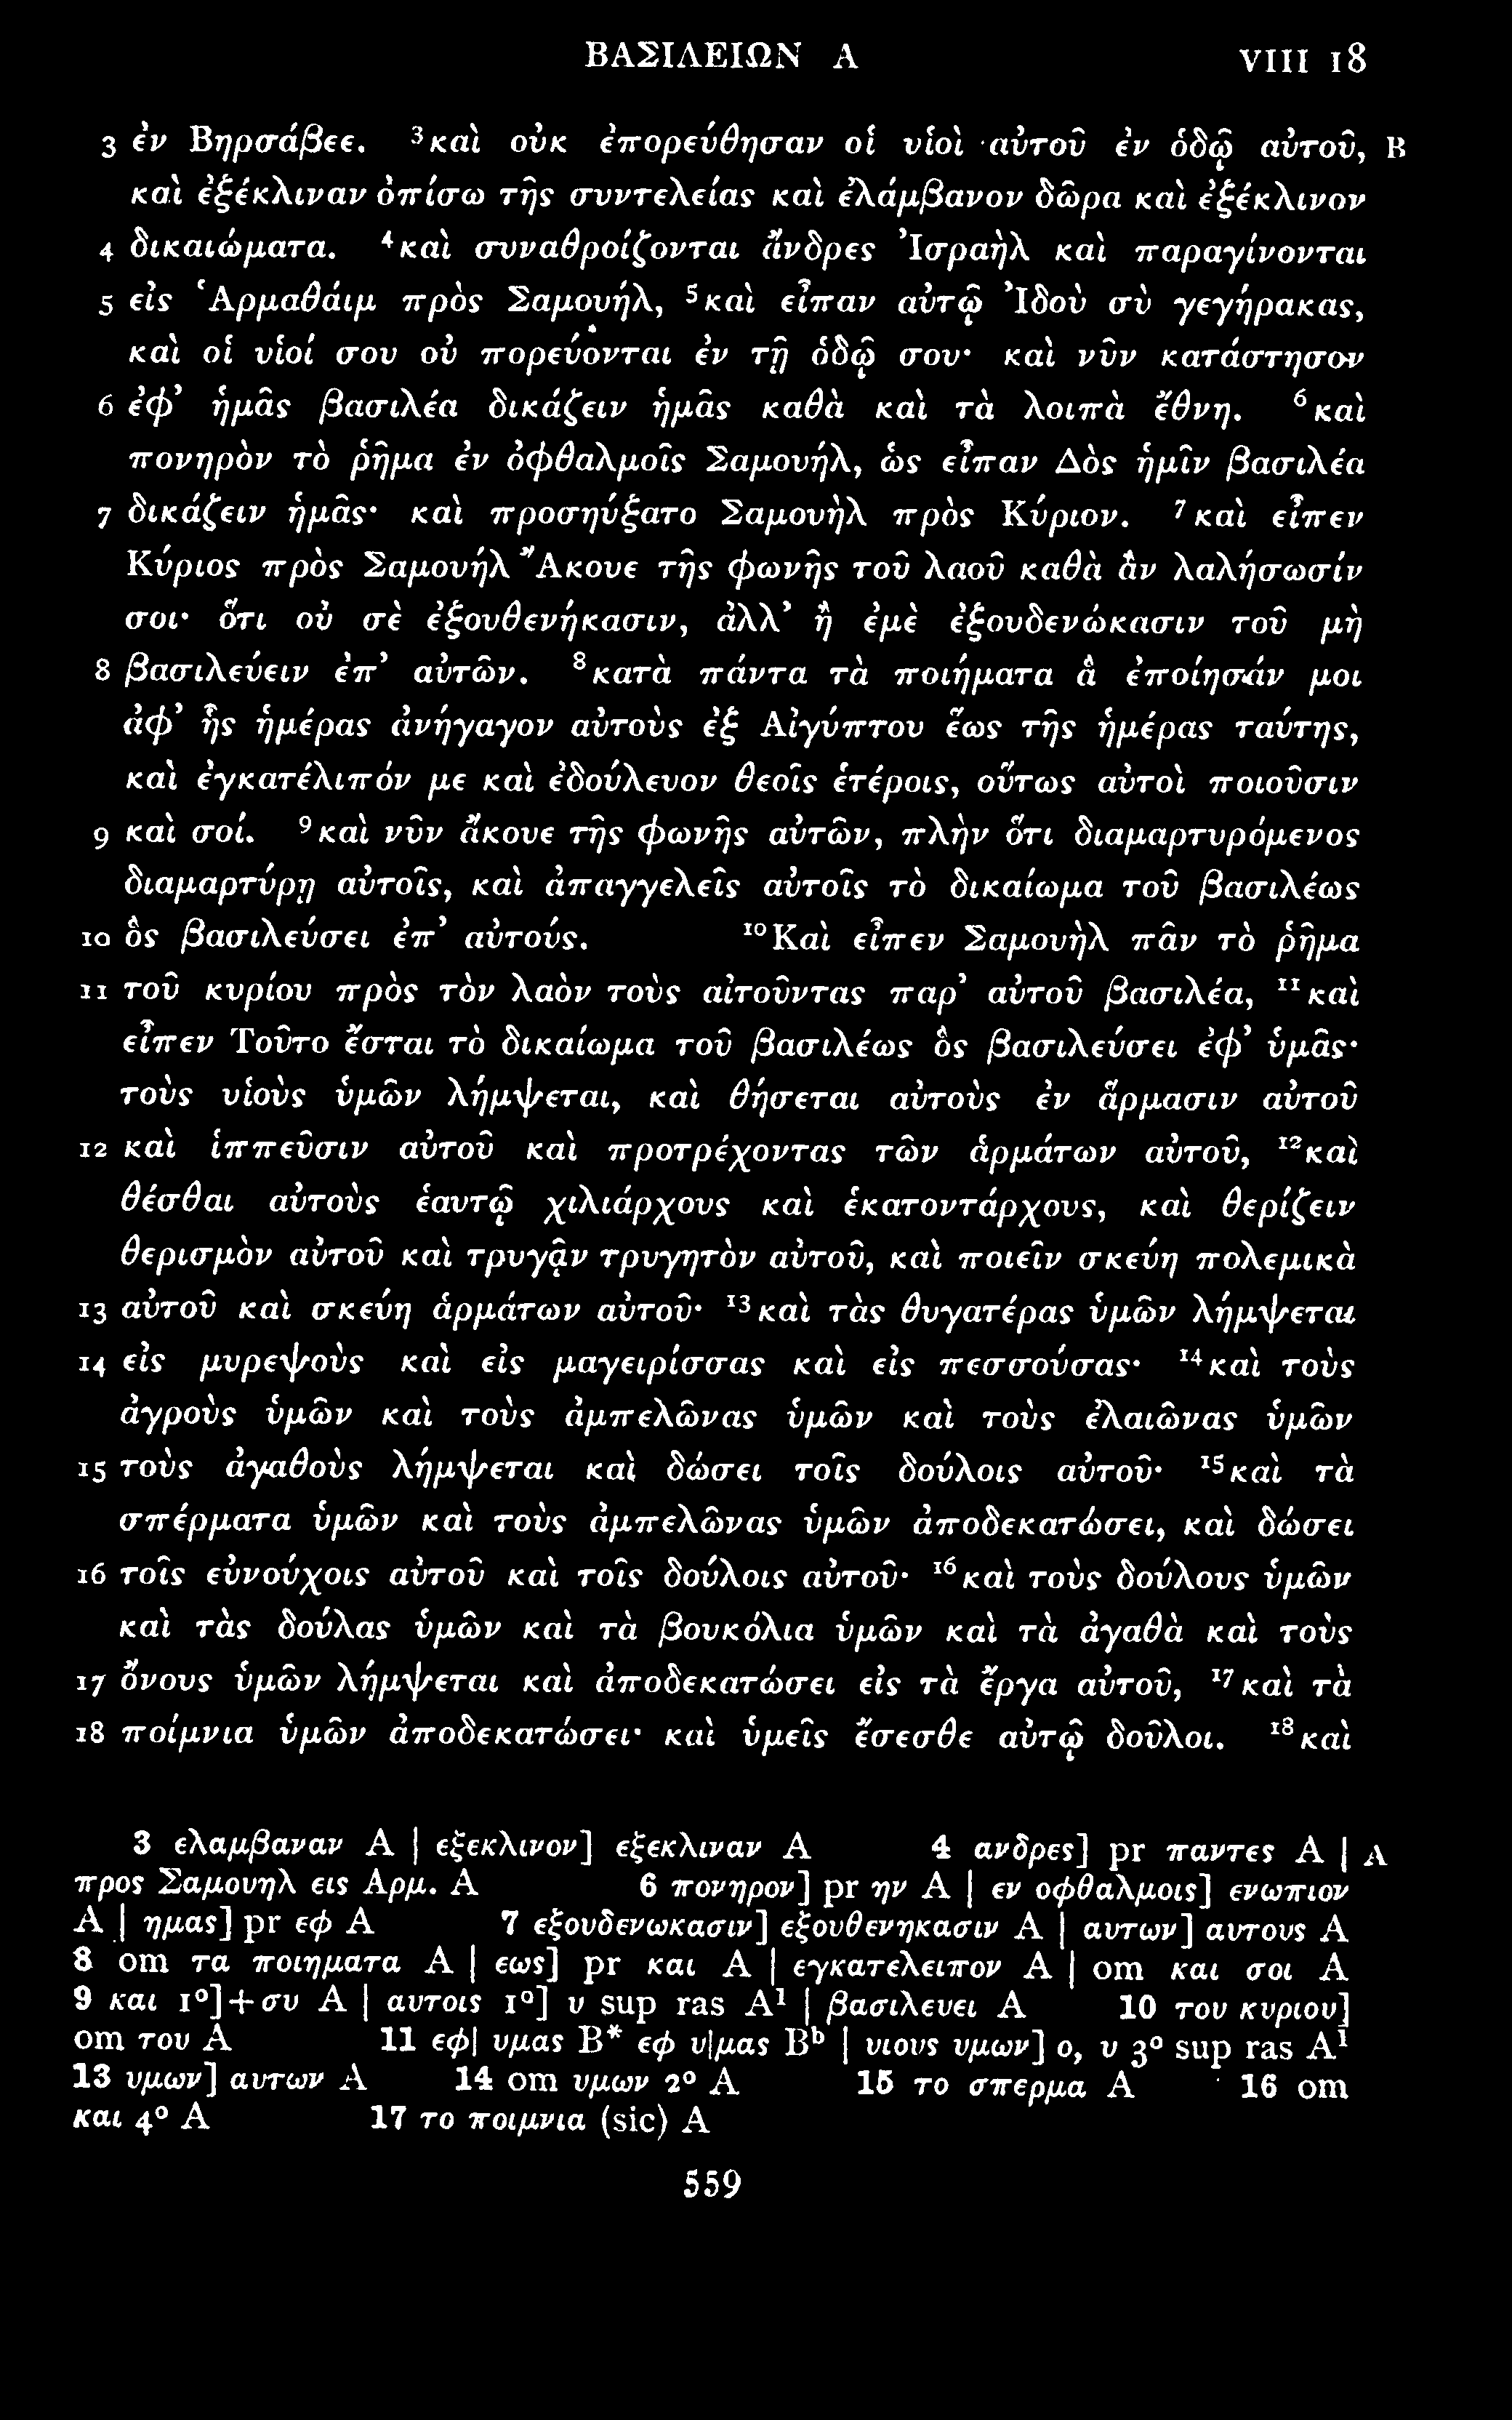 ΒΑΣΙΛΕΙΩΝ Α VIII 18
3 ἐν Βηρσάβεε. ³καὶ οὐκ ἐπορεύθησαν οἱ υἱοὶ αὐτοῦ ἐν ὁδῷ αὐτοῦ, B
καὶ ἐξέκλιναν ὀπίσω τῆς συντελείας καὶ ἐλάμβανον δῶρα καὶ ἐξέκλινον
4 δικαιώματα. ⁴καὶ συναθροίζονται ἄνδρες Ἰσραὴλ καὶ παραγίνονται
5 εἰς Ἁρμαθάιμ πρὸς Σαμουήλ, ⁵καὶ εἶπαν αὐτῷ Ἰδοὺ σὺ γεγήρακας,
καὶ οἱ υἱοί σου οὐ πορεύονται ἐν τῇ ὁδῷ σου· καὶ νῦν κατάστησον
6 ἐφ’ ἡμᾶς βασιλέα δικάζειν ἡμᾶς καθὰ καὶ τὰ λοιπὰ ἔθνη. ⁶καὶ
πονηρὸν τὸ ῥῆμα ἐν ὀφθαλμοῖς Σαμουήλ, ὡς εἶπαν Δὸς ἡμῖν βασιλέα
7 δικάζειν ἡμᾶς· καὶ προσηύξατο Σαμουὴλ πρὸς Κύριον. ⁷καὶ εἶπεν
Κύριος πρὸς Σαμουήλ Ἄκουε τῆς φωνῆς τοῦ λαοῦ καθὰ ἂν λαλήσωσίν
σοι· ὅτι οὐ σὲ ἐξουθενήκασιν, ἀλλ’ ἢ ἐμὲ ἐξουδενώκασιν τοῦ μὴ
8 βασιλεύειν ἐπ’ αὐτῶν. ⁸κατὰ πάντα τὰ ποιήματα ἃ ἐποίησάν μοι
ἀφ’ ἧς ἡμέρας ἀνήγαγον αὐτοὺς ἐξ Αἰγύπτου ἕως τῆς ἡμέρας ταύτης,
καὶ ἐγκατέλιπόν με καὶ ἐδούλευον θεοῖς ἑτέροις, οὕτως αὐτοὶ ποιοῦσιν
9 καὶ σοί. ⁹καὶ νῦν ἄκουε τῆς φωνῆς αὐτῶν, πλὴν ὅτι διαμαρτυρόμενος
διαμαρτύρῃ αὐτοῖς, καὶ ἀπαγγελεῖς αὐτοῖς τὸ δικαίωμα τοῦ βασιλέως
10 ὃς βασιλεύσει ἐπ’ αὐτούς. ¹⁰Καὶ εἶπεν Σαμουὴλ πᾶν τὸ ῥῆμα
11 τοῦ κυρίου πρὸς τὸν λαὸν τοὺς αἰτοῦντας παρ’ αὐτοῦ βασιλέα, ¹¹καὶ
εἶπεν Τοῦτο ἔσται τὸ δικαίωμα τοῦ βασιλέως ὃς βασιλεύσει ἐφ’ ὑμᾶς·
τοὺς υἱοὺς ὑμῶν λήμψεται, καὶ θήσεται αὐτοὺς ἐν ἅρμασιν αὐτοῦ
12 καὶ ἱππεῦσιν αὐτοῦ καὶ προτρέχοντας τῶν ἁρμάτων αὐτοῦ, ¹²καὶ
θέσθαι αὐτοὺς ἑαυτῷ χιλιάρχους καὶ ἑκατοντάρχους, καὶ θερίζειν
θερισμὸν αὐτοῦ καὶ τρυγᾷν τρυγητὸν αὐτοῦ, καὶ ποιεῖν σκεύη πολεμικὰ
13 αὐτοῦ καὶ σκεύη ἁρμάτων αὐτοῦ· ¹³καὶ τὰς θυγατέρας ὑμῶν λήμψεται
14 εἰς μυρεψοὺς καὶ εἰς μαγειρίσσας καὶ εἰς πεσσούσας· ¹⁴καὶ τοὺς
ἀγροὺς ὑμῶν καὶ τοὺς ἀμπελῶνας ὑμῶν καὶ τοὺς ἐλαιῶνας ὑμῶν
15 τοὺς ἀγαθοὺς λήμψεται καὶ δώσει τοῖς δούλοις αὐτοῦ· ¹⁵καὶ τὰ
σπέρματα ὑμῶν καὶ τοὺς ἀμπελῶνας ὑμῶν ἀποδεκατώσει, καὶ δώσει
16 τοῖς εὐνούχοις αὐτοῦ καὶ τοῖς δούλοις αὐτοῦ· ¹⁶καὶ τοὺς δούλους ὑμῶν
καὶ τὰς δούλας ὑμῶν καὶ τὰ βουκόλια ὑμῶν καὶ τὰ ἀγαθὰ καὶ τοὺς
17 ὄνους ὑμῶν λήμψεται καὶ ἀποδεκατώσει εἰς τὰ ἔργα αὐτοῦ, ¹⁷καὶ τὰ
18 ποίμνια ὑμῶν ἀποδεκατώσει· καὶ ὑμεῖς ἔσεσθε αὐτῷ δοῦλοι. ¹⁸καὶ
3 ελαμβαναν A | εξεκλινον] εξεκλιναν A 4 ανδρες] pr παντες A | A
προς Σαμουηλ εις Αρμ. A 6 πονηρον] pr ην A | εν οφθαλμοις] ενωπιον
A | ημας] pr εφ A 7 εξουδενωκασιν] εξουθενηκασιν A | αυτων] αυτους A
8 om τα ποιηματα A | εως] pr και A | εγκατελειπον A | om και σοι A
9 και 1°]+συ A | αυτοις 1°] υ sup ras A¹ | βασιλευει A 10 του κυριου]
om του A 11 εφ| υμας B* εφ υ|μας Bᵇ | υιους υμων] ο, υ 3° sup ras A¹
13 υμων] αυτων A 14 om υμων 2° A 15 το σπερμα A 16 om
και 4° A 17 το ποιμνια (sic) A
559